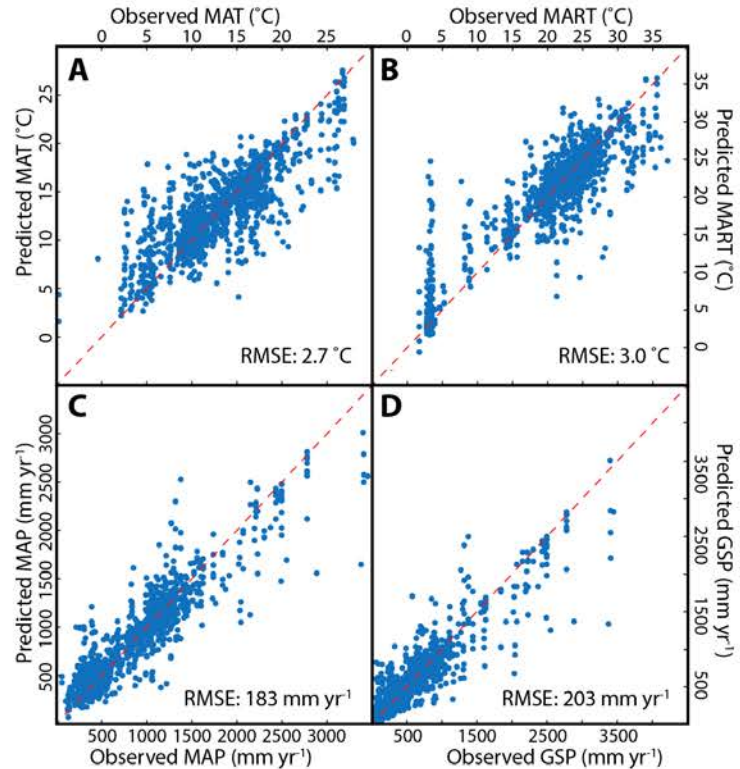 Observed MAT (˚C)
Observed MART (˚C)
0 5 10 15 20 25
0 5 10 15 20 25 30 35
A
B
Predicted MAT (˚C)
25
20
15
10
5
0
Predicted MART (˚C)
35
30
25
20
15
10
5
0
RMSE: 2.7 ˚C
RMSE: 3.0 ˚C
C
D
Predicted MAP (mm yr⁻¹)
3000
2500
2000
1500
1000
500
Predicted GSP (mm yr⁻¹)
3500
2500
1500
500
RMSE: 183 mm yr⁻¹
RMSE: 203 mm yr⁻¹
500 1000 1500 2000 2500 3000
500 1500 2500 3500
Observed MAP (mm yr⁻¹)
Observed GSP (mm yr⁻¹)